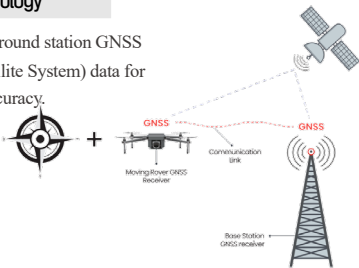 ology
round station GNSS
lite System) data for
curacy.
GNSS
GNSS
+
Communication
Link
Moving Rover GNSS
Receiver
Base Station
GNSS receiver